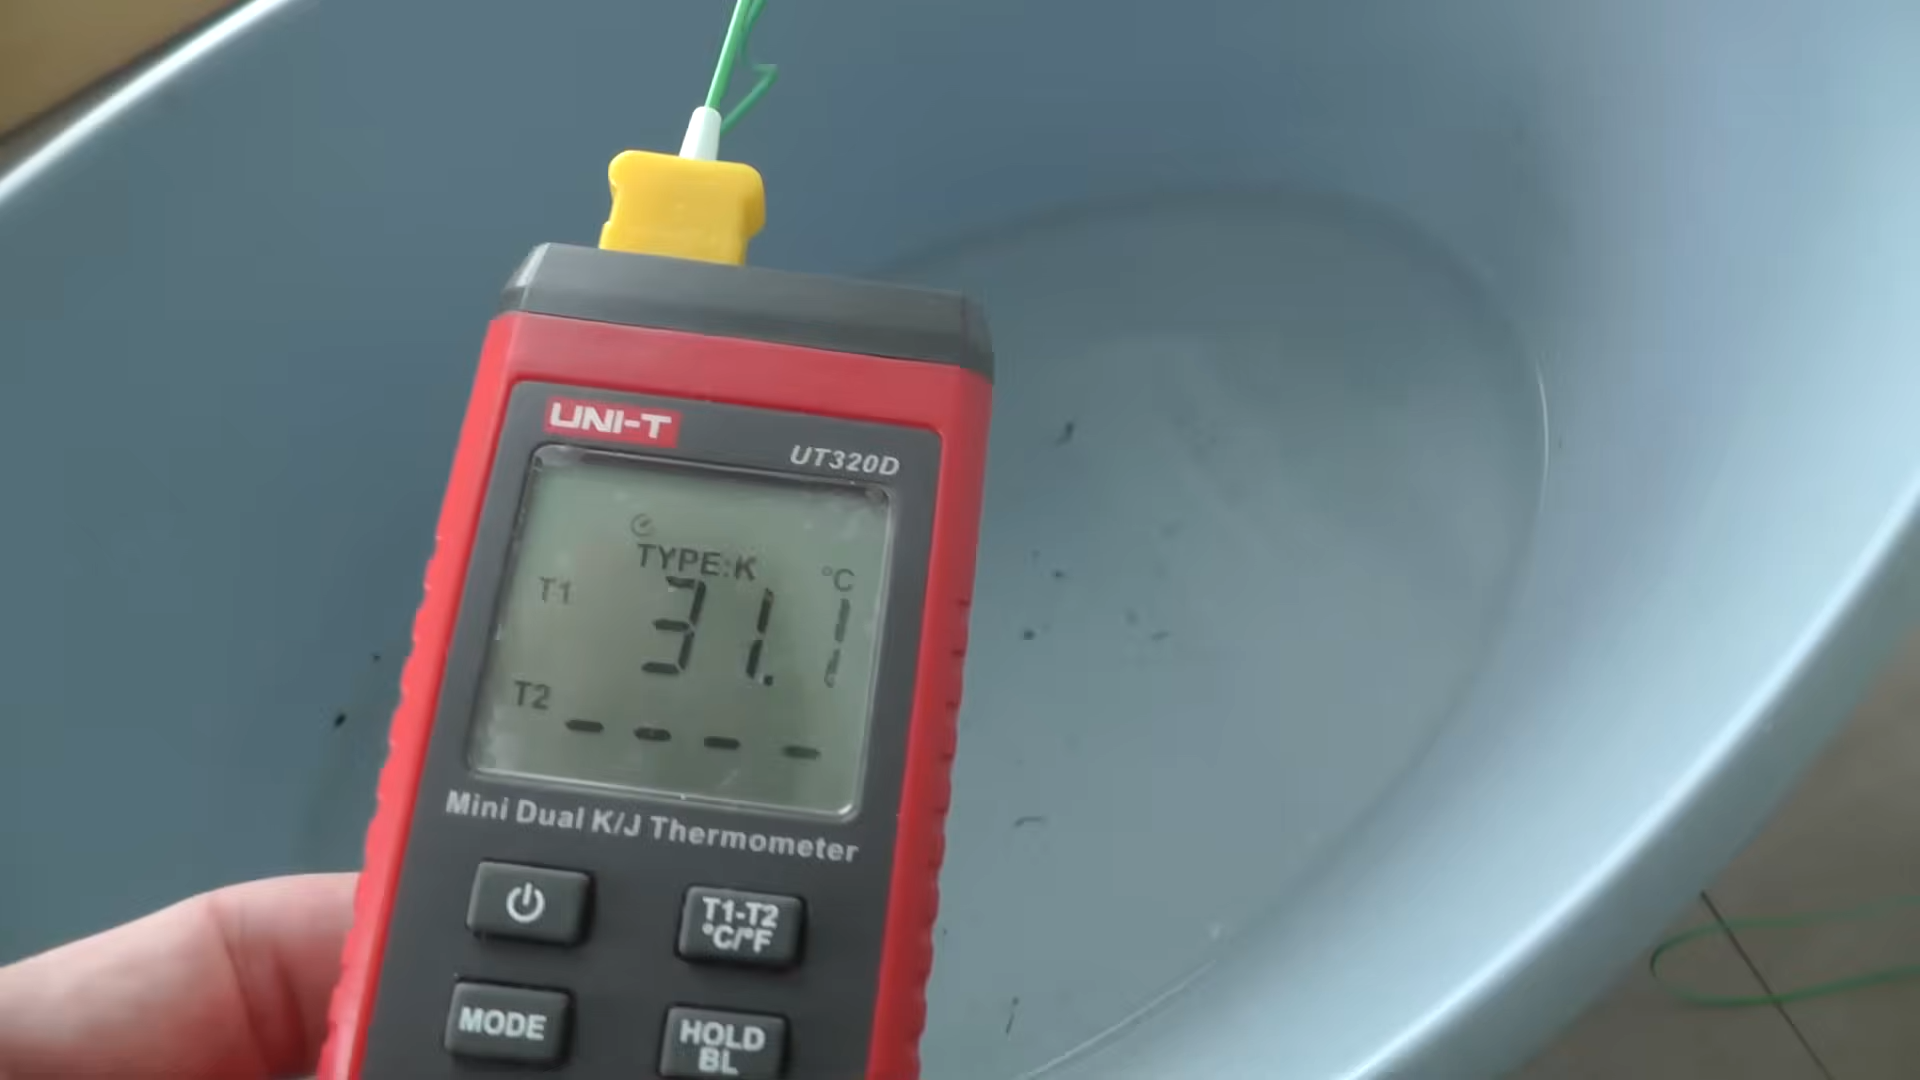 UNI-T
UT320D
TYPE:K
°C
T1
31.1
T2
- - - -
Mini Dual K/J Thermometer
T1-T2
°C/°F
MODE
HOLD
BL